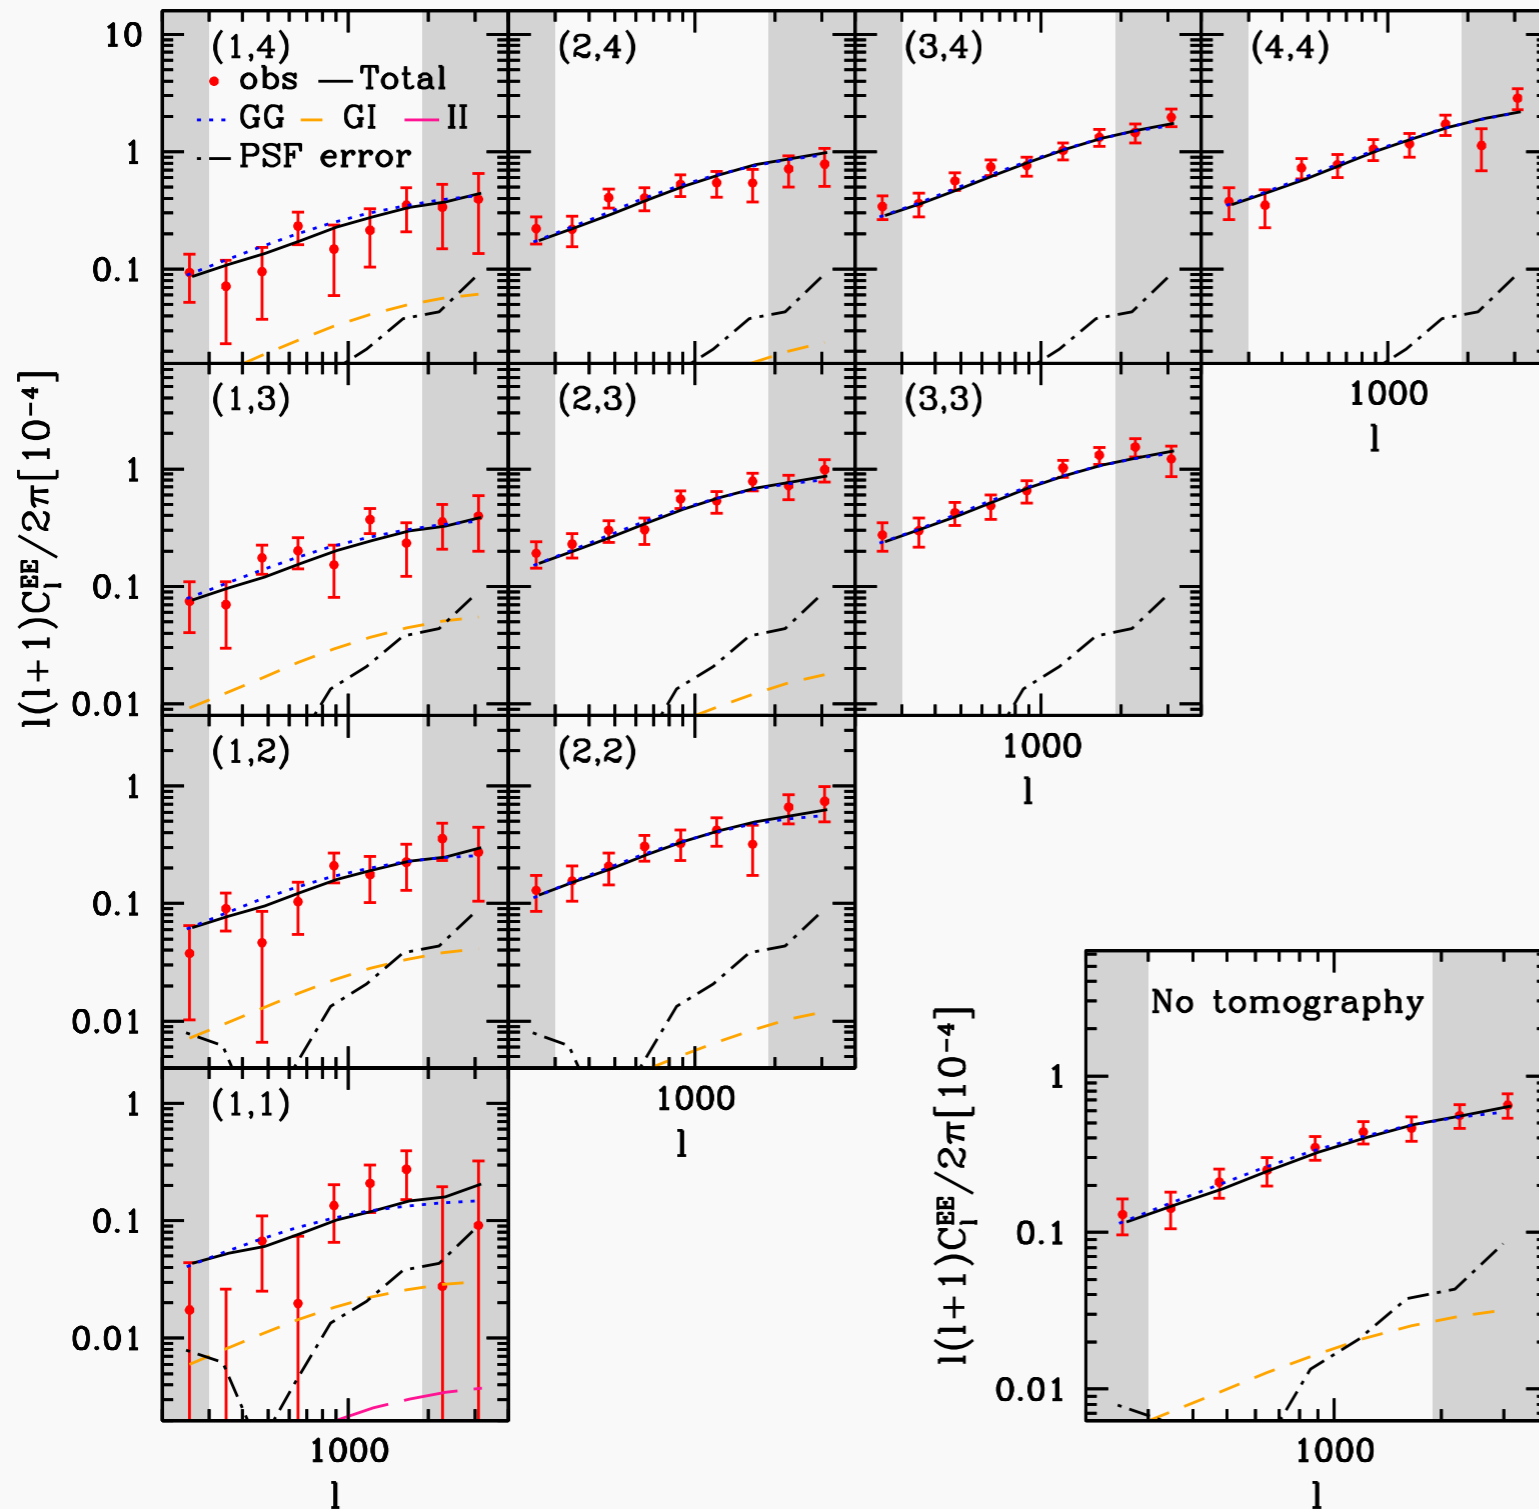 (1,4) (2,4) (3,4) (4,4)
10
obs Total
GG GI II
PSF error
1
0.1
1000
l
(1,3) (2,3) (3,3)
1
0.1
0.01
1000
l
l(l+1)C_l^EE/2π[10^-4]
(1,2) (2,2)
1
0.1
0.01
1000
l
(1,1)
1
0.1
0.01
1000
l
No tomography
1
0.1
0.01
l(l+1)C_l^EE/2π[10^-4]
1000
l